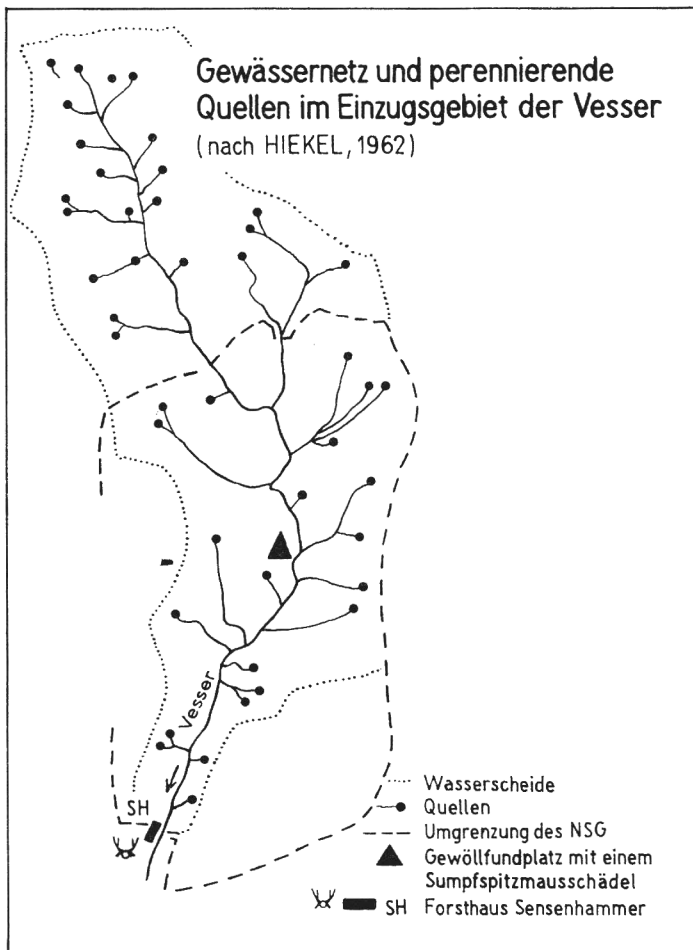 Gewässernetz und perennierende
Quellen im Einzugsgebiet der Vesser
(nach HIEKEL, 1962)
Vesser
SH
Wasserscheide
Quellen
Umgrenzung des NSG
Gewöllfundplatz mit einem
Sumpfspitzmausschädel
SH Forsthaus Sensenhammer